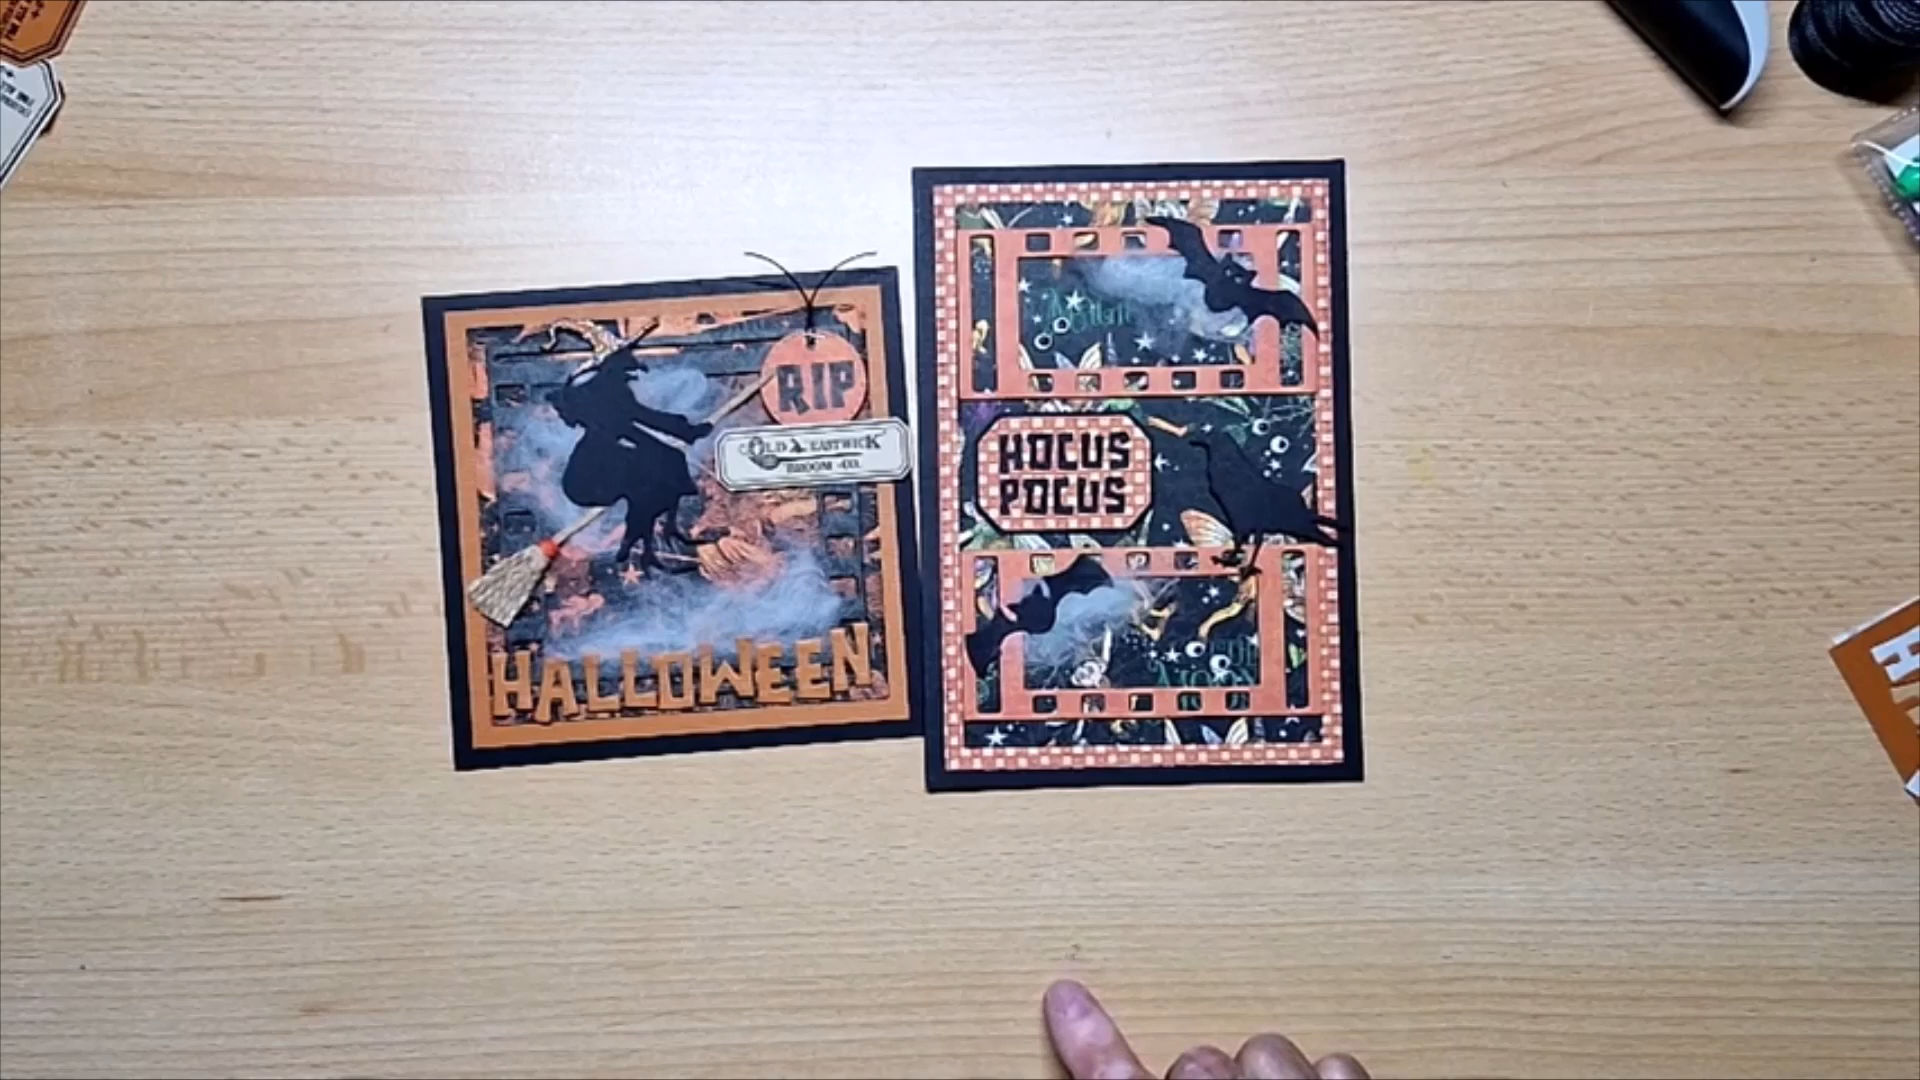 RIP
OLD A. EASTWICK
BROOM CO.
HALLOWEEN
HOCUS
POCUS